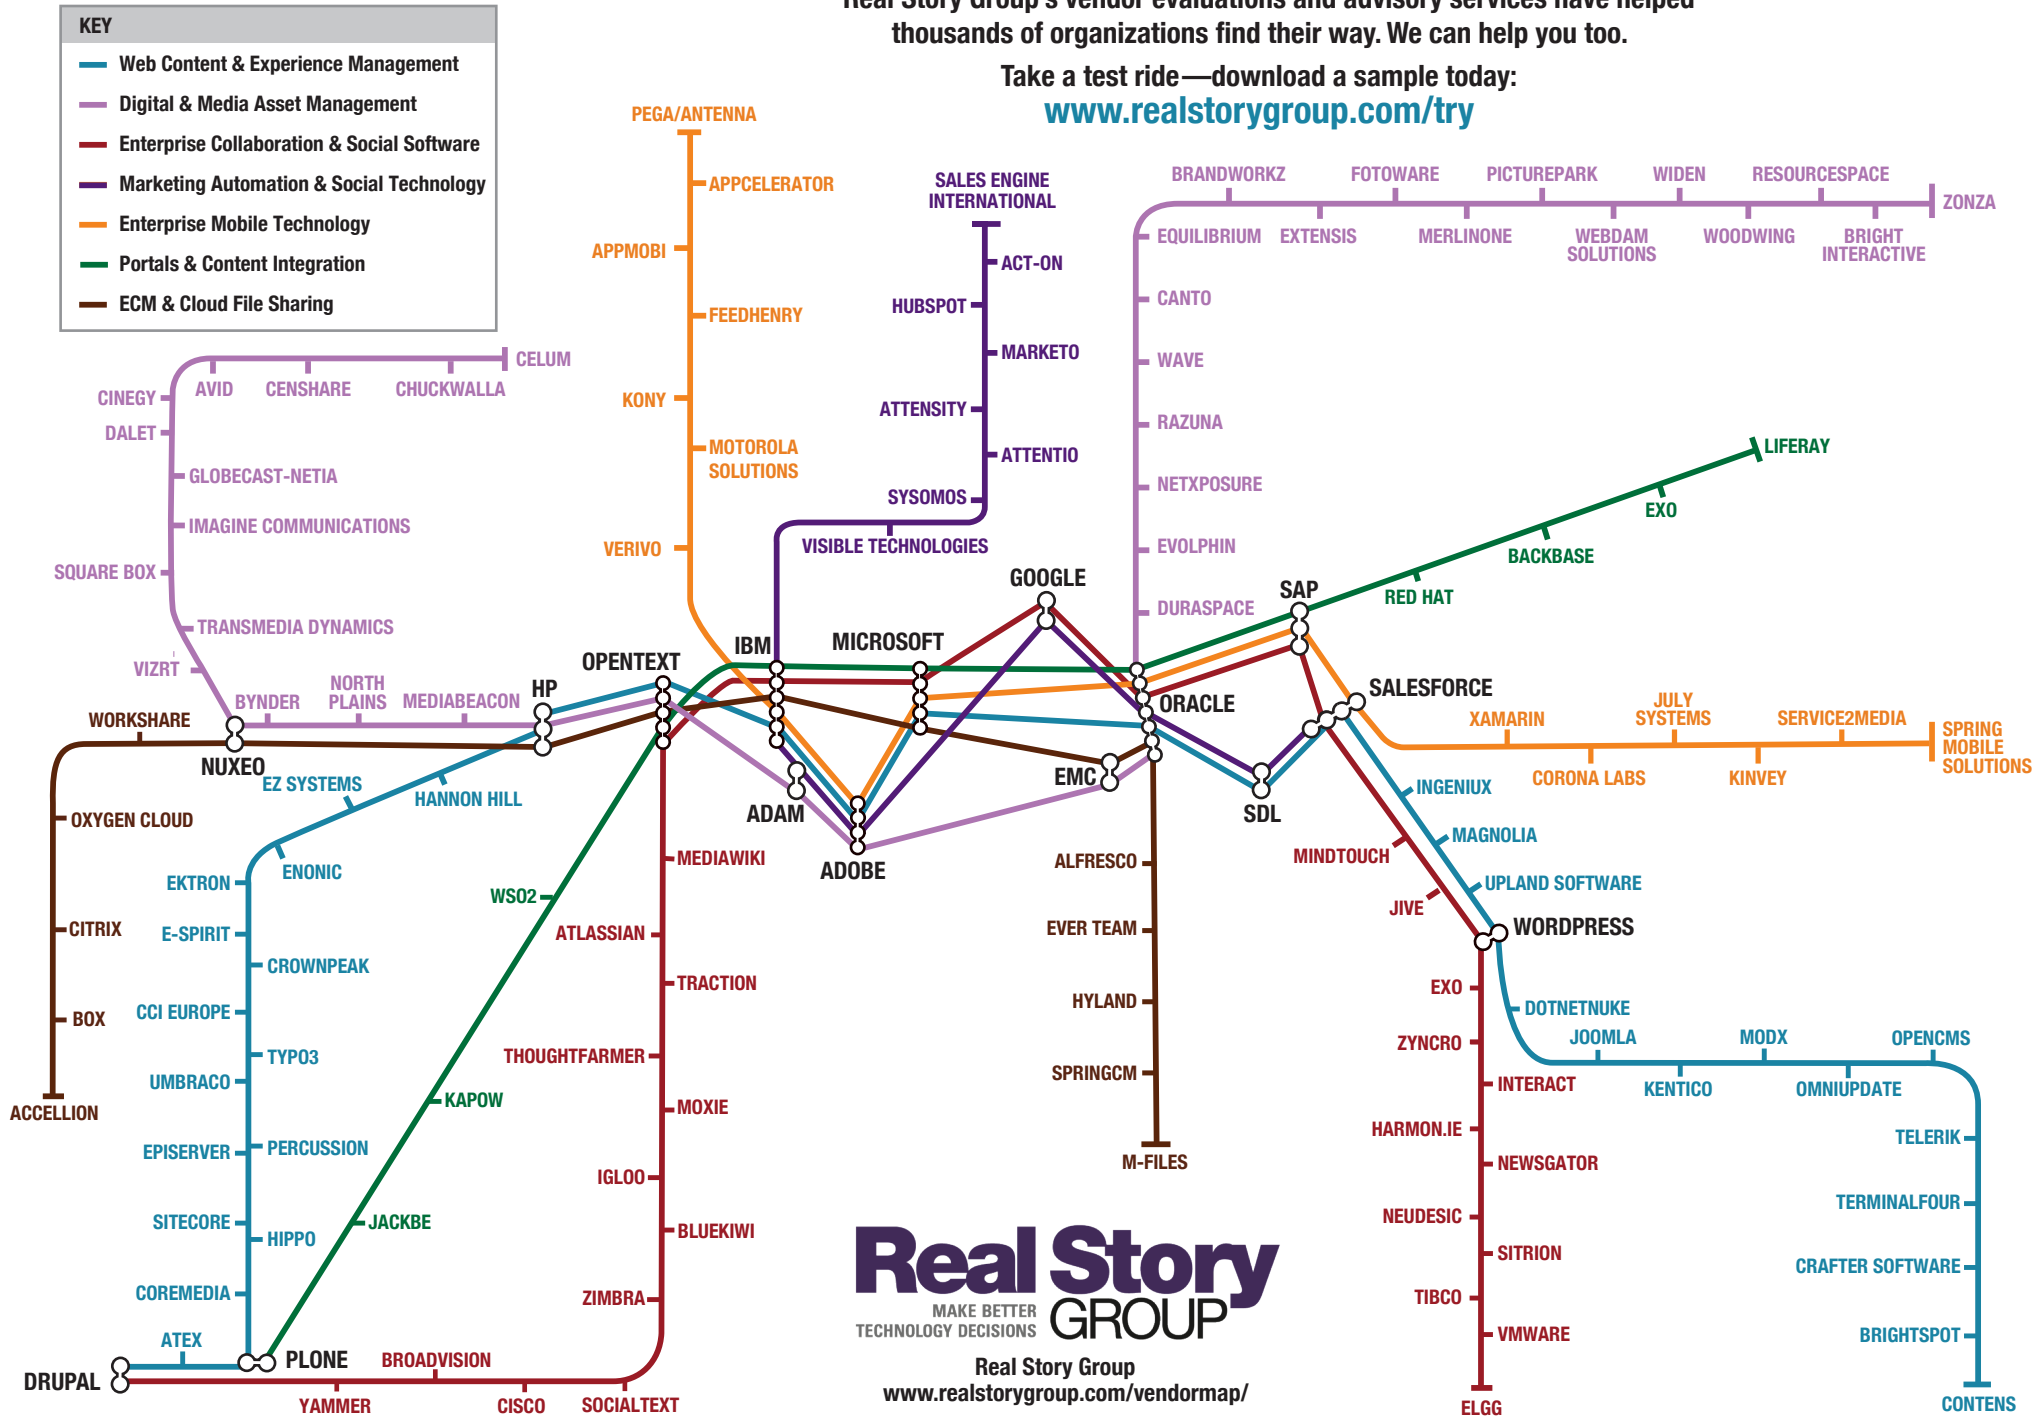 Real Story Group's vendor evaluations and advisory services have helped
thousands of organizations find their way. We can help you too.
Take a test ride—download a sample today:
www.realstorygroup.com/try
KEY
Web Content & Experience Management
Digital & Media Asset Management
Enterprise Collaboration & Social Software
Marketing Automation & Social Technology
Enterprise Mobile Technology
Portals & Content Integration
ECM & Cloud File Sharing
PEGA/ANTENNA
APPCELERATOR
APPMOBI
FEEDHENRY
KONY
MOTOROLA
SOLUTIONS
VERIVO
SALES ENGINE
INTERNATIONAL
ACT-ON
HUBSPOT
MARKETO
ATTENSITY
ATTENTIO
SYSOMOS
VISIBLE TECHNOLOGIES
BRANDWORKZ
FOTOWARE
PICTUREPARK
WIDEN
RESOURCESPACE
ZONZA
EQUILIBRIUM
EXTENSIS
MERLINONE
WEBDAM
SOLUTIONS
WOODWING
BRIGHT
INTERACTIVE
CANTO
WAVE
RAZUNA
NETXPOSURE
EVOLPHIN
DURASPACE
CELUM
AVID
CENSHARE
CHUCKWALLA
CINEGY
DALET
GLOBECAST-NETIA
IMAGINE COMMUNICATIONS
SQUARE BOX
TRANSMEDIA DYNAMICS
VIZRT
BYNDER
NORTH
PLAINS
MEDIABEACON
HP
OPENTEXT
IBM
MICROSOFT
GOOGLE
SAP
LIFERAY
EXO
BACKBASE
RED HAT
ORACLE
SALESFORCE
XAMARIN
JULY
SYSTEMS
SERVICE2MEDIA
SPRING
MOBILE
SOLUTIONS
CORONA LABS
KINVEY
WORKSHARE
NUXEO
EZ SYSTEMS
HANNON HILL
ADAM
ADOBE
EMC
SDL
OXYGEN CLOUD
CITRIX
BOX
ACCELLION
ENONIC
EKTRON
E-SPIRIT
CROWNPEAK
CCI EUROPE
TYPO3
UMBRACO
EPISERVER
PERCUSSION
SITECORE
HIPPO
COREMEDIA
ATEX
DRUPAL
PLONE
WSO2
KAPOW
JACKBE
MEDIAWIKI
ATLASSIAN
TRACTION
THOUGHTFARMER
MOXIE
IGLOO
BLUEKIWI
ZIMBRA
BROADVISION
YAMMER
CISCO
SOCIALTEXT
ALFRESCO
EVER TEAM
HYLAND
SPRINGCM
M-FILES
INGENIUX
MAGNOLIA
MINDTOUCH
UPLAND SOFTWARE
JIVE
WORDPRESS
EXO
DOTNETNUKE
ZYNCRO
JOOMLA
MODX
OPENCMS
INTERACT
KENTICO
OMNIUPDATE
HARMON.IE
TELERIK
NEWSGATOR
TERMINALFOUR
NEUDESIC
SITRION
CRAFTER SOFTWARE
TIBCO
VMWARE
BRIGHTSPOT
ELGG
CONTENS
Real Story
GROUP
MAKE BETTER
TECHNOLOGY DECISIONS
Real Story Group
www.realstorygroup.com/vendormap/